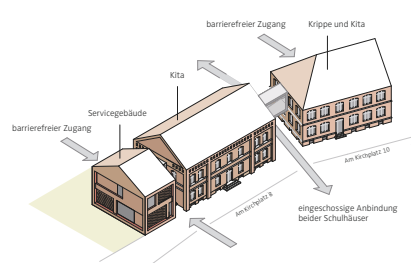 barrierefreier Zugang
Krippe und Kita
Kita
Servicegebäude
barrierefreier Zugang
Am Kirchplatz 10
Am Kirchplatz 8
eingeschossige Anbindung
beider Schulhäuser